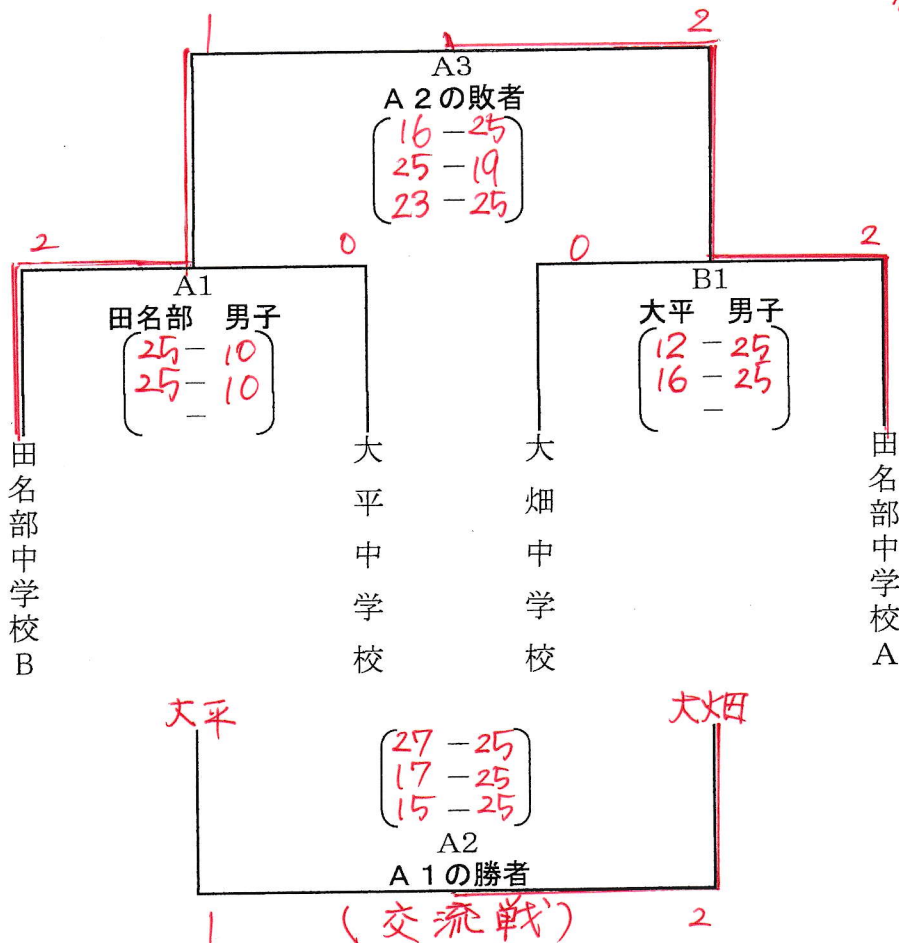 1 2
A3
A2の敗者
16 - 25
25 - 19
23 - 25
2 0 0 2
A1
田名部 男子
25 - 10
25 - 10
-
B1
大平 男子
12 - 25
16 - 25
-
田名部中学校B
大平中学校
大畑中学校
田名部中学校A
大平 大畑
27 - 25
17 - 25
15 - 25
A2
A1の勝者
1 (交流戦) 2